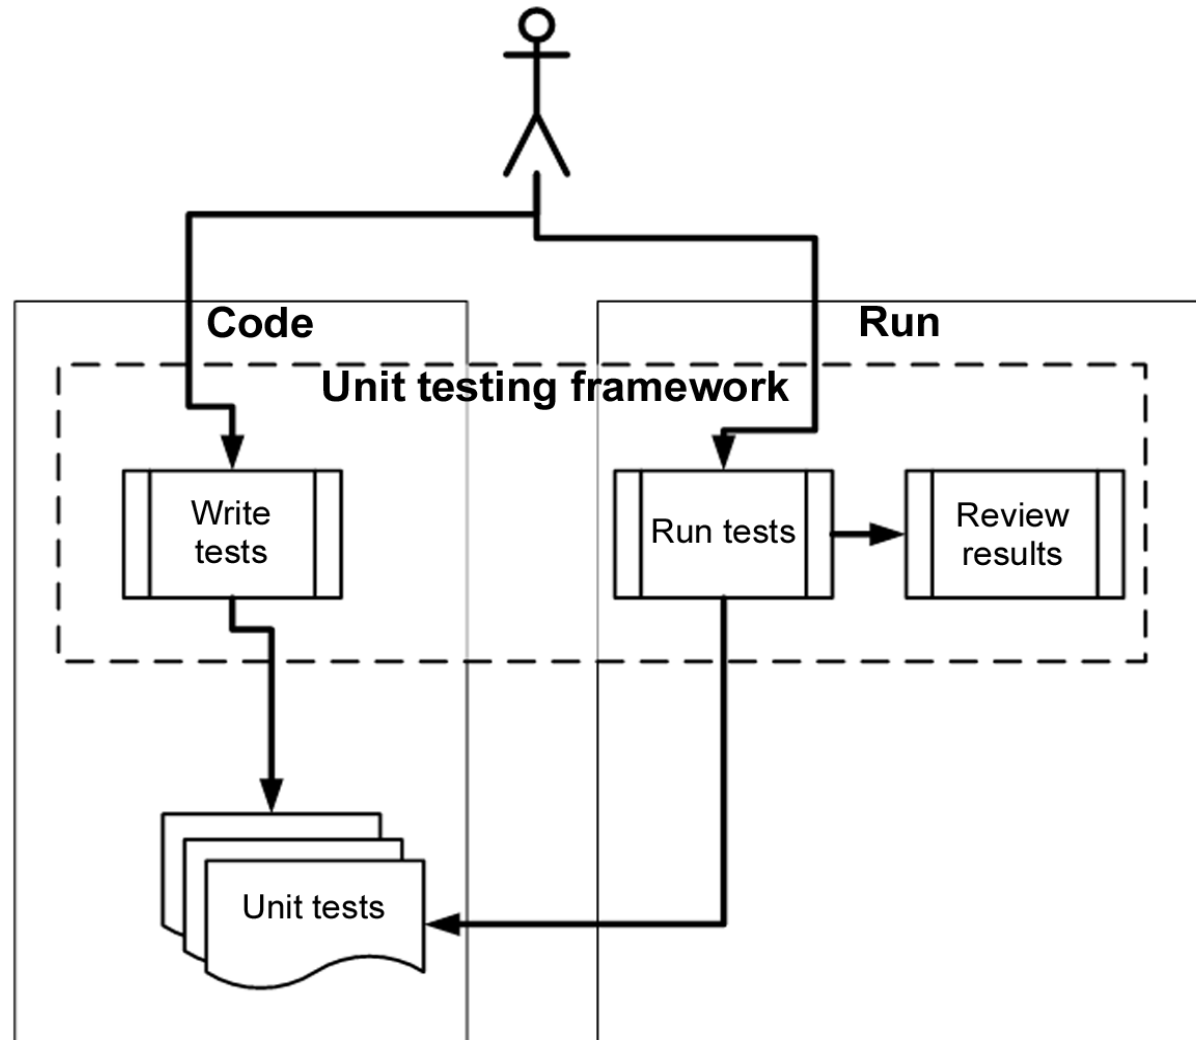 Code
Run
Unit testing framework
Write
tests
Run tests
Review
results
Unit tests